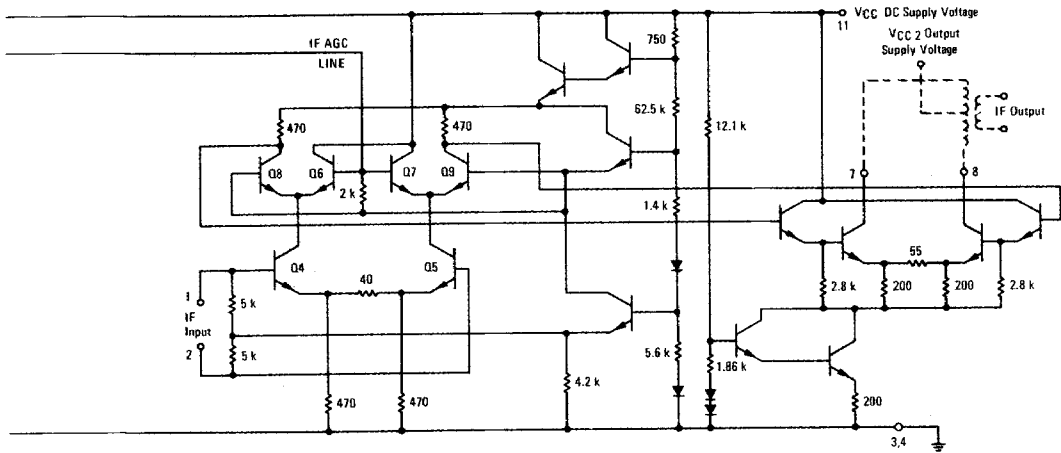 VCC DC Supply Voltage
11
VCC 2 Output
Supply Voltage
IF AGC
LINE
750
62.5 k
12.1 k
IF Output
470
470
Q8
Q6
Q7
Q9
2 k
7
8
1.4 k
Q4
Q5
40
55
2.8 k
200
200
2.8 k
5 k
Input
2
5 k
5.6 k
1.86 k
4.2 k
470
470
200
3,4